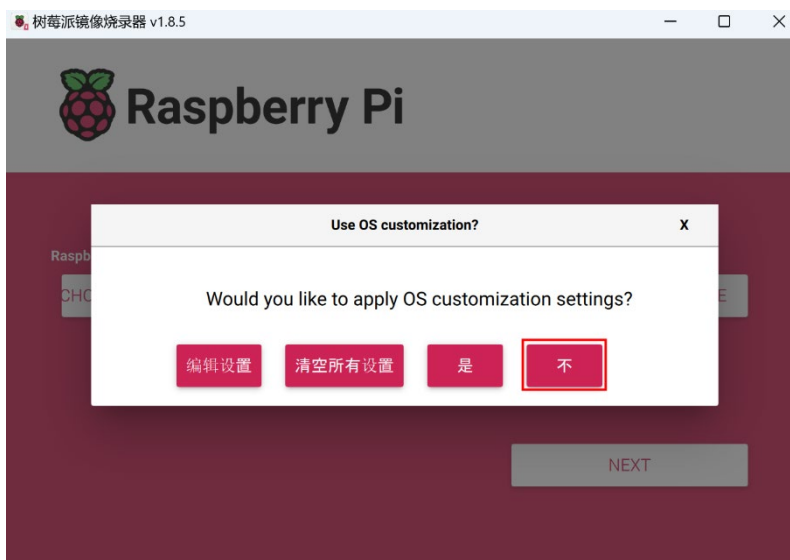 树莓派镜像烧录器 v1.8.5
Raspberry Pi
Use OS customization?
X
Raspb
CHO
E
Would you like to apply OS customization settings?
编辑设置
清空所有设置
是
不
NEXT